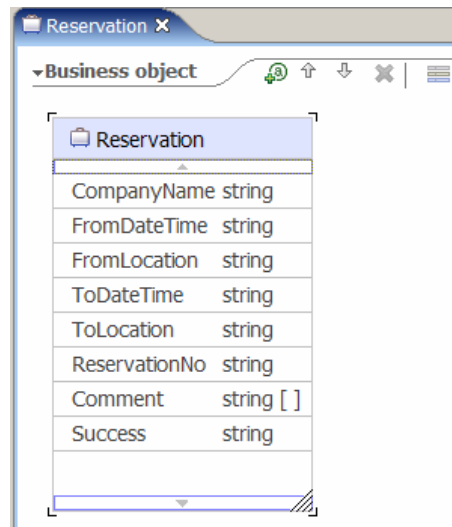 Reservation
Business object
Reservation
CompanyName string
FromDateTime string
FromLocation string
ToDateTime string
ToLocation string
ReservationNo string
Comment string [ ]
Success string